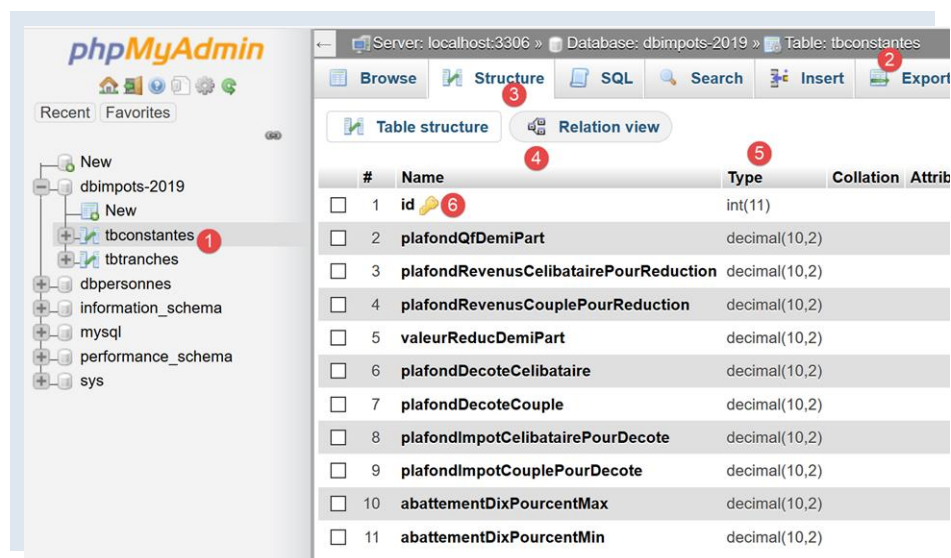 phpMyAdmin
Recent Favorites
New
dbimpots-2019
New
tbconstantes 1
tbtranches
dbpersonnes
information_schema
mysql
performance_schema
sys
← Server: localhost:3306 » Database: dbimpots-2019 » Table: tbconstantes
2
Browse Structure SQL Search Insert Export
3
Table structure Relation view
4 5
# Name Type Collation Attrib
1 id 6 int(11)
2 plafondQfDemiPart decimal(10,2)
3 plafondRevenusCelibatairePourReduction decimal(10,2)
4 plafondRevenusCouplePourReduction decimal(10,2)
5 valeurReducDemiPart decimal(10,2)
6 plafondDecoteCelibataire decimal(10,2)
7 plafondDecoteCouple decimal(10,2)
8 plafondImpotCelibatairePourDecote decimal(10,2)
9 plafondImpotCouplePourDecote decimal(10,2)
10 abattementDixPourcentMax decimal(10,2)
11 abattementDixPourcentMin decimal(10,2)